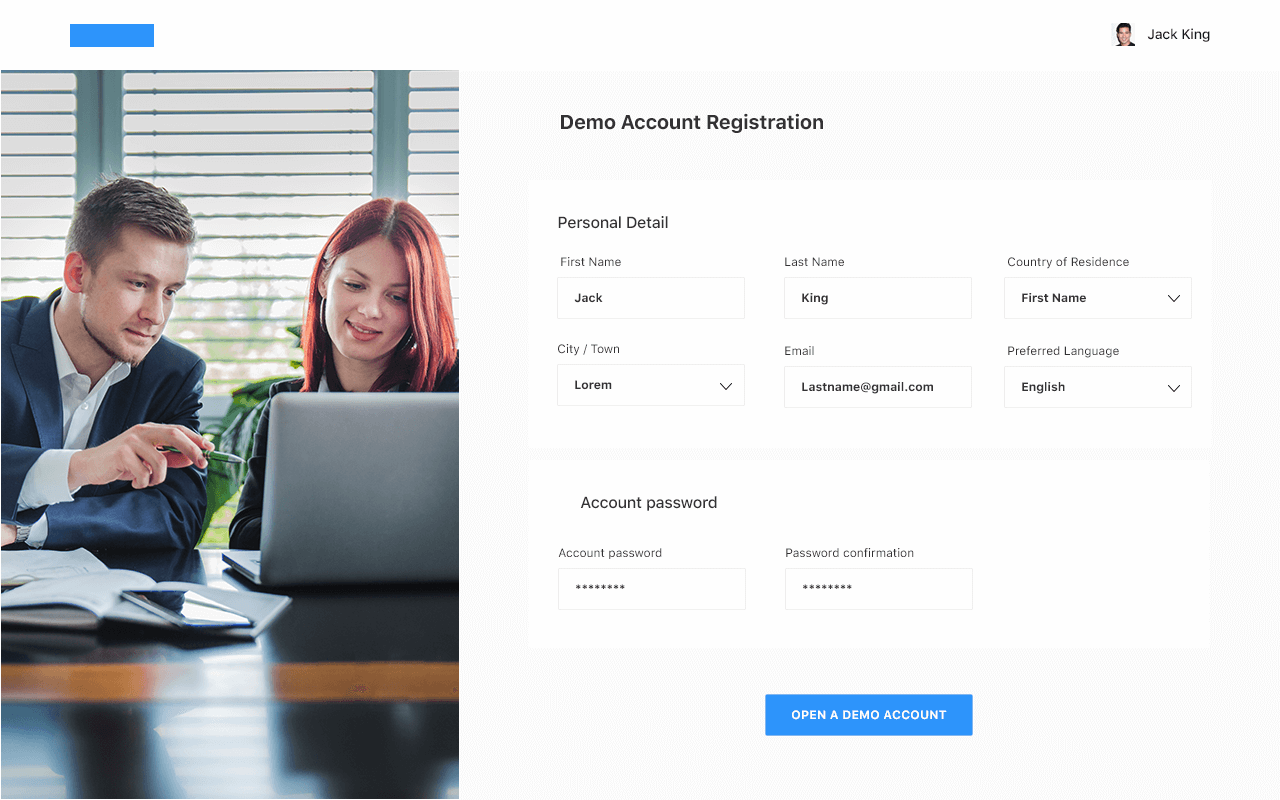 Jack King
Demo Account Registration
Personal Detail
First Name
Last Name
Country of Residence
Jack
King
First Name
City / Town
Email
Preferred Language
Lorem
Lastname@gmail.com
English
Account password
Account password
Password confirmation
********
********
OPEN A DEMO ACCOUNT